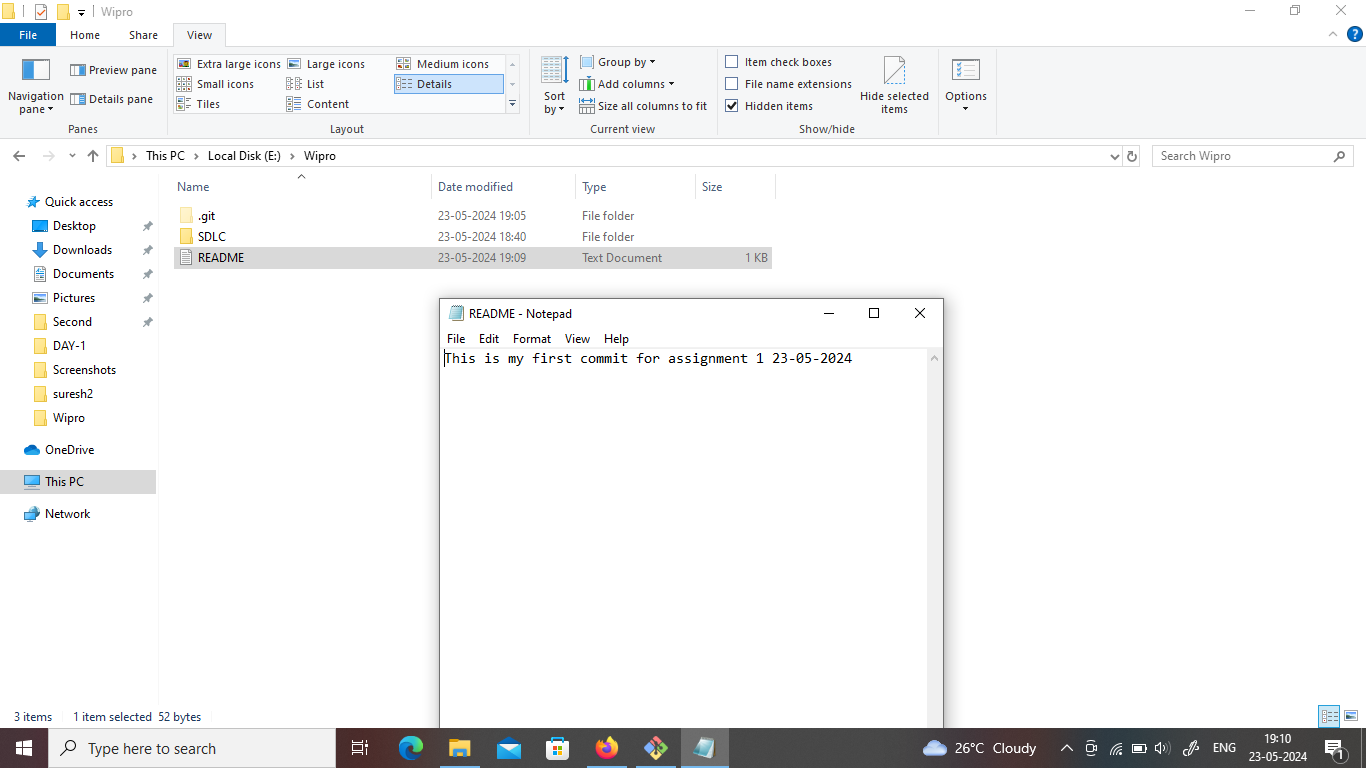 Wipro
File Home Share View
Navigation pane
Preview pane
Details pane
Panes
Extra large icons Large icons Medium icons
Small icons List Details
Tiles Content
Layout
Sort by
Group by
Add columns
Size all columns to fit
Current view
Item check boxes
File name extensions
Hidden items
Hide selected items
Show/hide
Options
This PC Local Disk (E:) Wipro
Search Wipro
Quick access
Desktop
Downloads
Documents
Pictures
Second
DAY-1
Screenshots
suresh2
Wipro
OneDrive
This PC
Network
Name Date modified Type Size
.git 23-05-2024 19:05 File folder
SDLC 23-05-2024 18:40 File folder
README 23-05-2024 19:09 Text Document 1 KB
README - Notepad
File Edit Format View Help
This is my first commit for assignment 1 23-05-2024
3 items 1 item selected 52 bytes
Type here to search
26°C Cloudy
ENG
19:10
23-05-2024
1